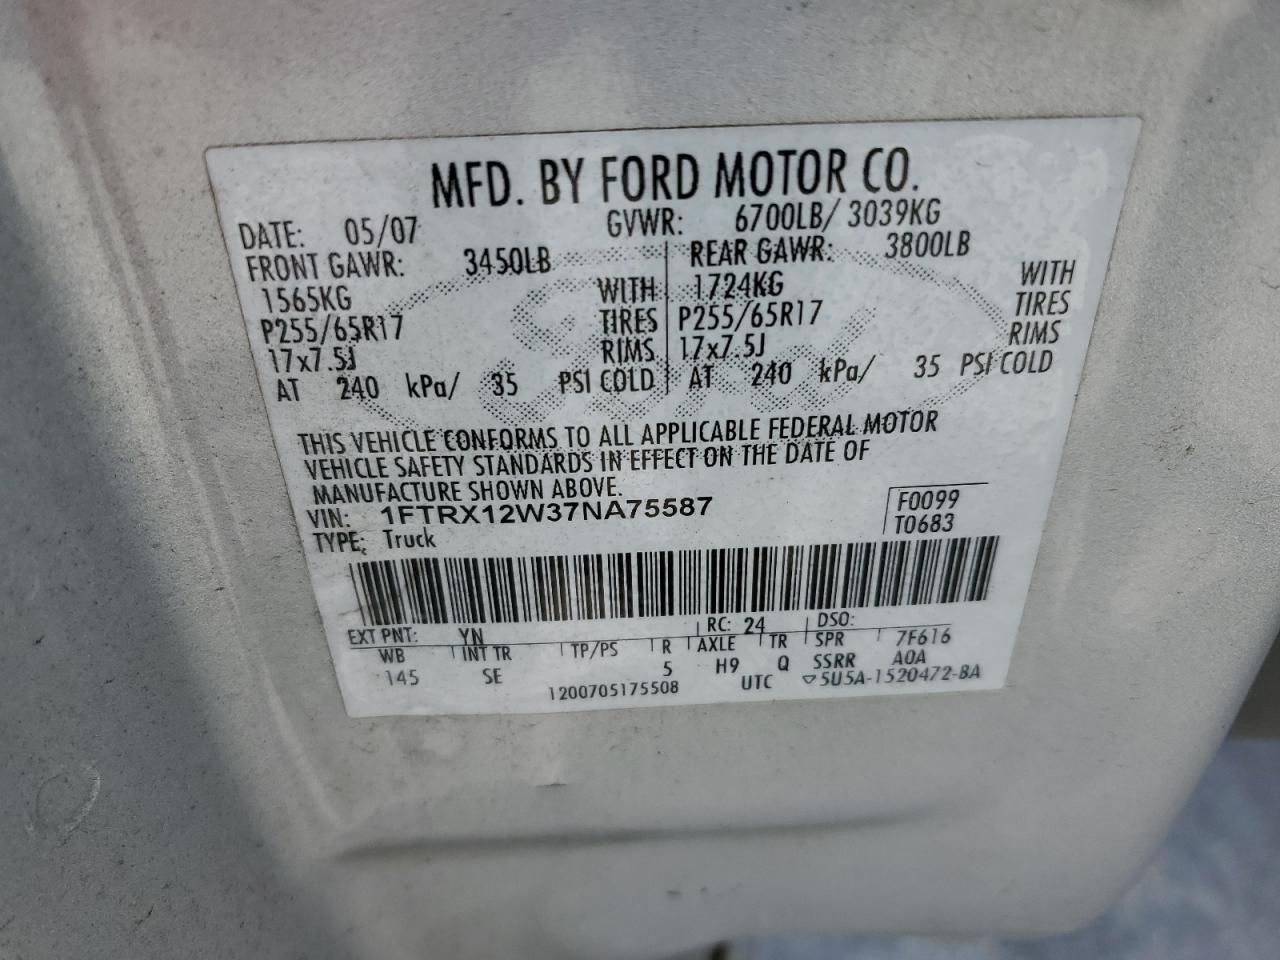 MFD. BY FORD MOTOR CO.
DATE: 05/07 GVWR: 6700LB/ 3039KG
FRONT GAWR: 3450LB REAR GAWR: 3800LB
1565KG WITH 1724KG WITH
P255/65R17 TIRES P255/65R17 TIRES
17x7.5J RIMS 17x7.5J RIMS
AT 240 kPa/ 35 PSI COLD AT 240 kPa/ 35 PSI COLD
THIS VEHICLE CONFORMS TO ALL APPLICABLE FEDERAL MOTOR
VEHICLE SAFETY STANDARDS IN EFFECT ON THE DATE OF
MANUFACTURE SHOWN ABOVE.
VIN: 1FTRX12W37NA75587 F0099
TYPE: Truck T0683
EXT PNT: YN RC: 24 DSO:
WB INT TR TP/PS R AXLE TR SPR 7F616
145 SE 5 H9 Q SSRR A0A
1200705175508 UTC ▽5U5A-1520472-BA